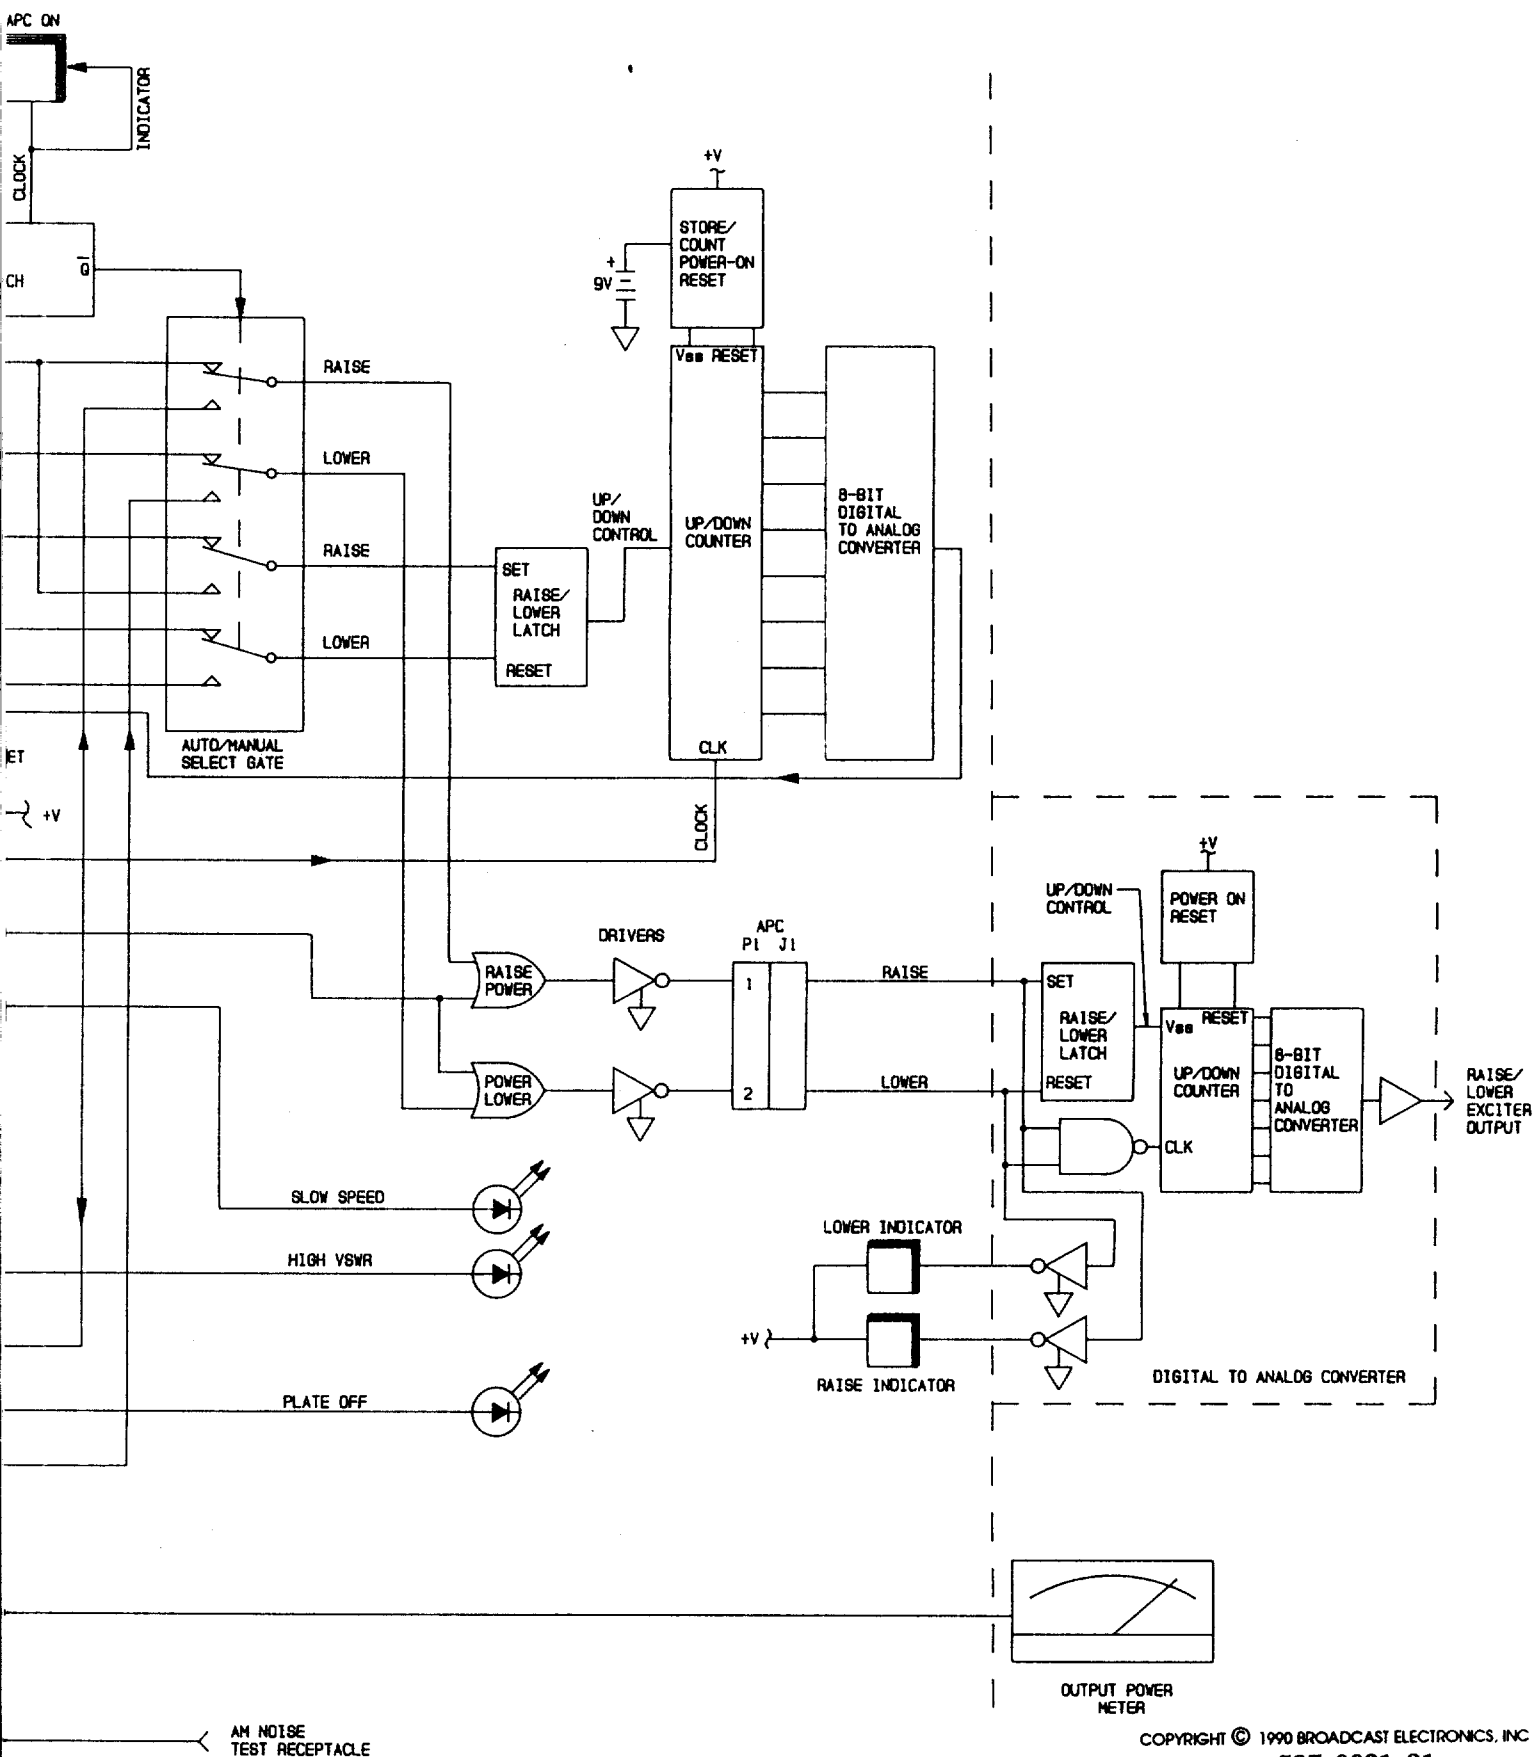 APC ON
INDICATOR
CLOCK
Q
CH
+V
STORE/
COUNT
POWER-ON
RESET
+
9V
Vss RESET
RAISE
LOWER
RAISE
LOWER
UP/
DOWN
CONTROL
UP/DOWN
COUNTER
8-BIT
DIGITAL
TO ANALOG
CONVERTER
SET
RAISE/
LOWER
LATCH
RESET
CLK
AUTO/MANUAL
SELECT GATE
ET
+V
CLOCK
+V
UP/DOWN
CONTROL
POWER ON
RESET
DRIVERS
APC
P1 J1
RAISE
POWER
1
RAISE
SET
RAISE/
LOWER
LATCH
RESET
Vss
RESET
UP/DOWN
COUNTER
CLK
8-BIT
DIGITAL
TO
ANALOG
CONVERTER
RAISE/
LOWER
EXCITER
OUTPUT
POWER
LOWER
2
LOWER
SLOW SPEED
HIGH VSWR
LOWER INDICATOR
+V
RAISE INDICATOR
DIGITAL TO ANALOG CONVERTER
PLATE OFF
OUTPUT POWER
METER
AM NOISE
TEST RECEPTACLE
COPYRIGHT © 1990 BROADCAST ELECTRONICS, INC